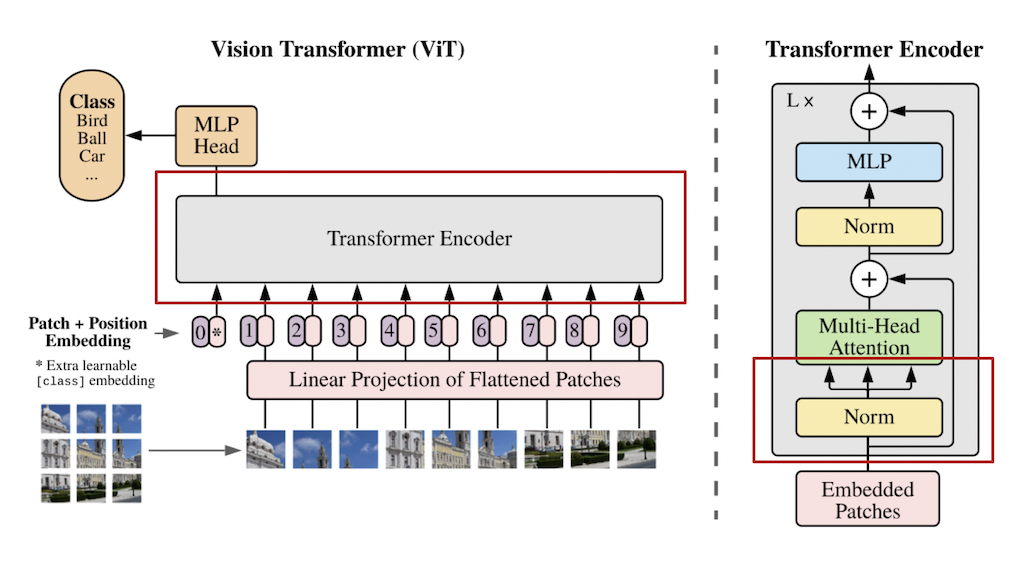 Vision Transformer (ViT)
Class
Bird
Ball
Car
...
MLP
Head
Transformer Encoder
Patch + Position
Embedding
* Extra learnable
[class] embedding
0 * 1 2 3 4 5 6 7 8 9
Linear Projection of Flattened Patches
Transformer Encoder
L x
+
MLP
Norm
+
Multi-Head
Attention
Norm
Embedded
Patches